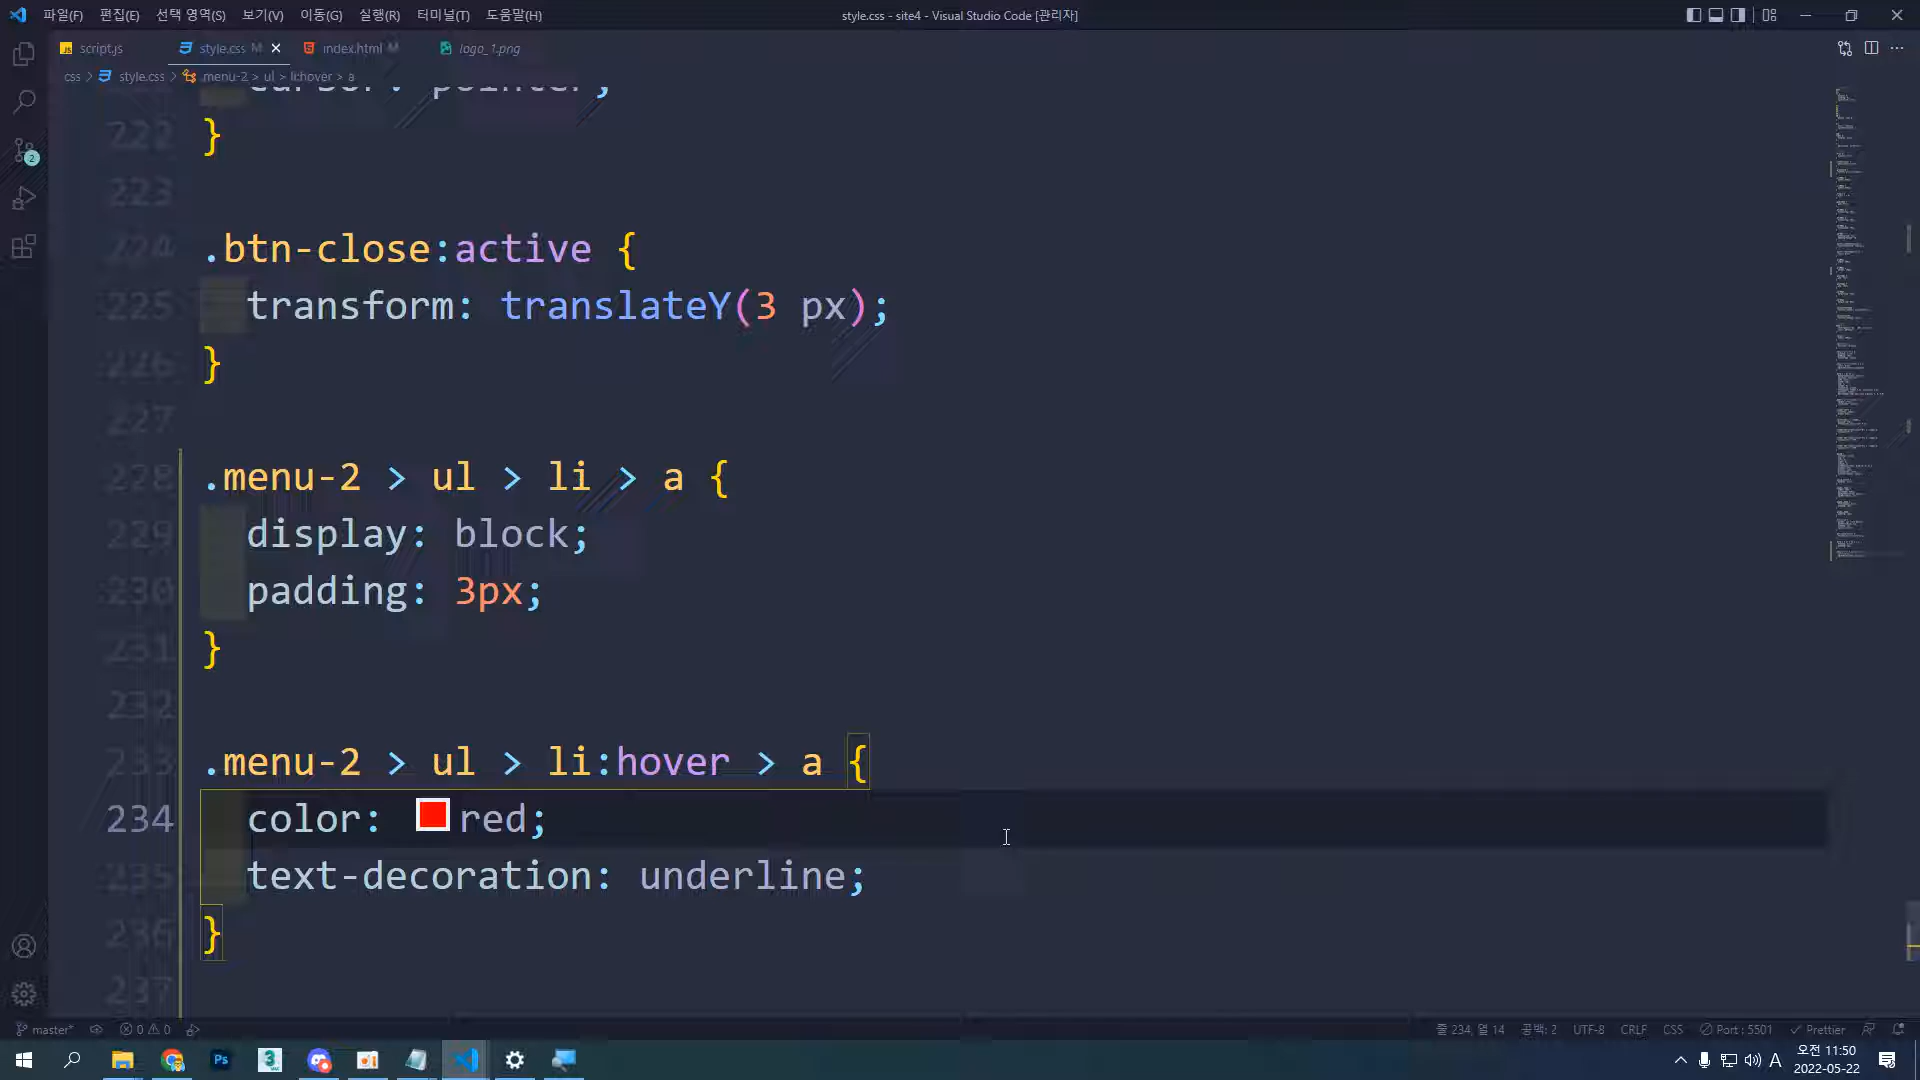 파일(F) 편집(E) 선택 영역(S) 보기(V) 이동(G) 실행(R) 터미널(T) 도움말(H) style.css - site4 - Visual Studio Code [관리자]
script.js style.css M index.html M logo_1.png
css > style.css > .menu-2 > ul > li:hover > a
cursor: pointer;
222 }
223
224 .btn-close:active {
225 transform: translateY(3 px);
226 }
227
228 .menu-2 > ul > li > a {
229 display: block;
230 padding: 3px;
231 }
232
233 .menu-2 > ul > li:hover > a {
234 color: red;
235 text-decoration: underline;
236 }
237
2
master* 0 0 줄 234, 열 14 공백: 2 UTF-8 CRLF CSS Port : 5501 Prettier
Ps 3 A 오전 11:50
2022-05-22